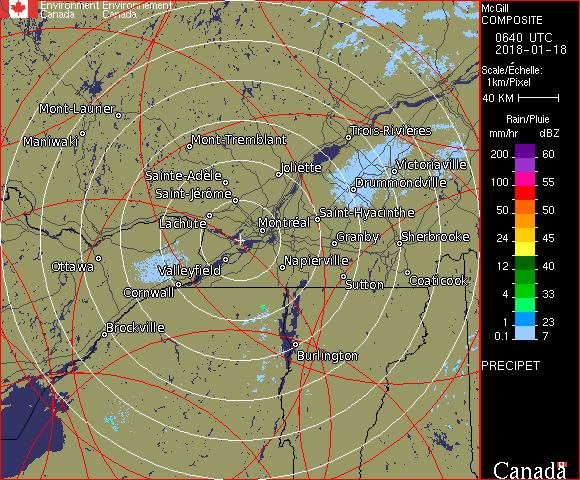 Environment Environnement
Canada Canada
McGill
COMPOSITE
0640 UTC
2018-01-18
Scale/Échelle:
1km/Pixel
40 KM
Rain/Pluie
mm/hr dBZ
200 60
100 55
50 50
24 45
12 40
4 33
1 23
0.1 7
PRECIPET
Canada
Mont-Laurier
Maniwaki
Mont-Tremblant
Trois-Rivières
Sainte-Adèle
Joliette
Victoriaville
Saint-Jérôme
Drummondville
Lachute
Montréal
Saint-Hyacinthe
Granby
Sherbrooke
Ottawa
Valleyfield
Napierville
Cornwall
Sutton
Coaticook
Brockville
Burlington